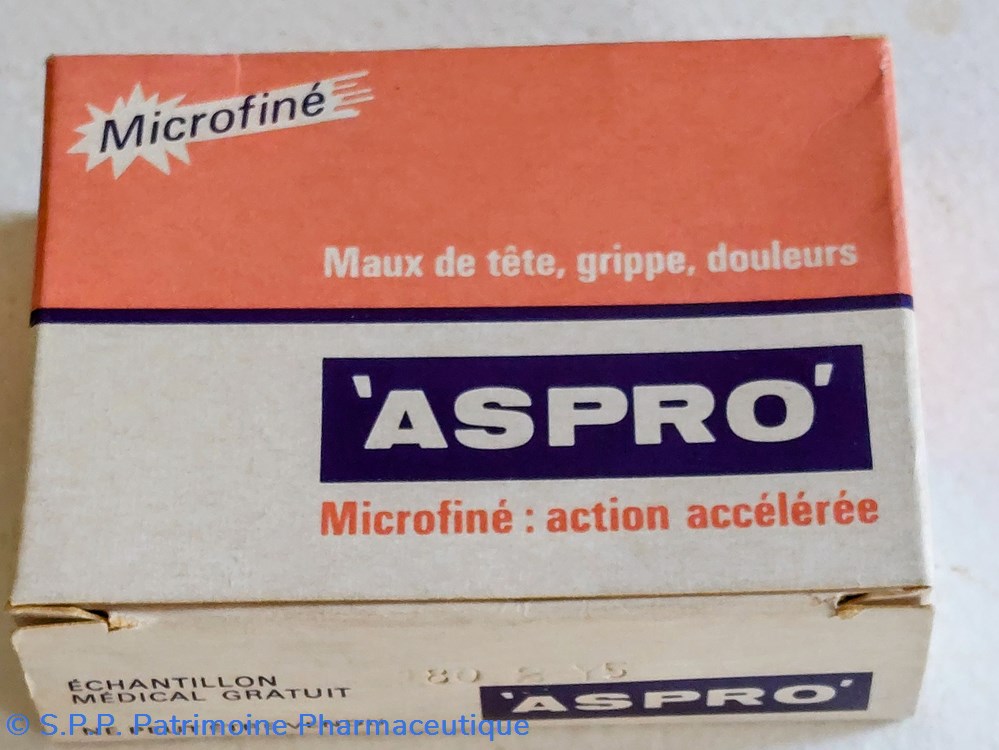 Microfiné
Maux de tête, grippe, douleurs
'ASPRO'
Microfiné : action accélérée
ÉCHANTILLON
MÉDICAL GRATUIT
'ASPRO'
© S.P.P. Patrimoine Pharmaceutique